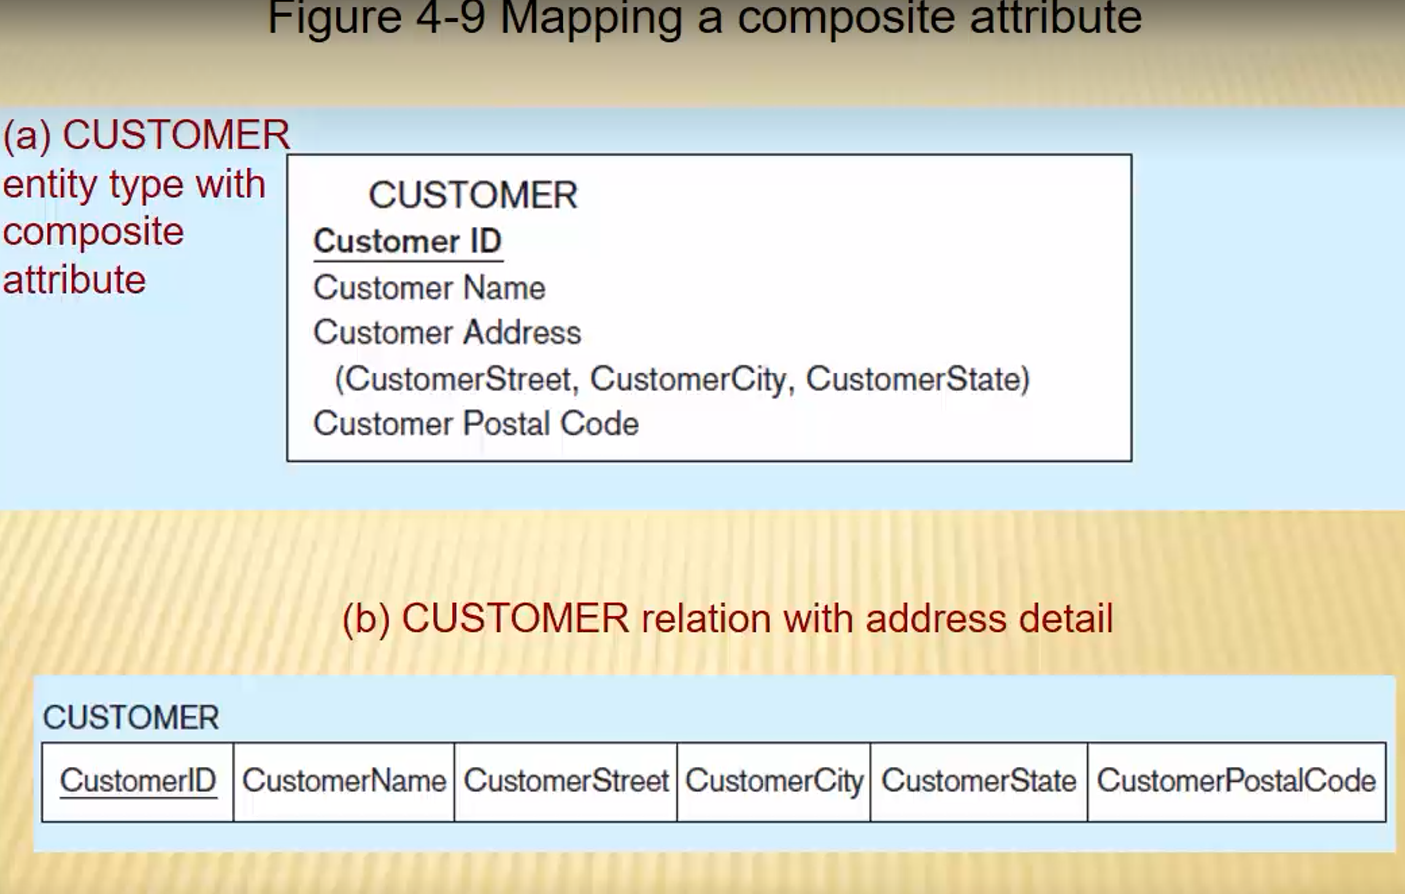 Figure 4-9 Mapping a composite attribute
(a) CUSTOMER
entity type with
composite
attribute
CUSTOMER
Customer ID
Customer Name
Customer Address
(CustomerStreet, CustomerCity, CustomerState)
Customer Postal Code
(b) CUSTOMER relation with address detail
CUSTOMER
CustomerID CustomerName CustomerStreet CustomerCity CustomerState CustomerPostalCode